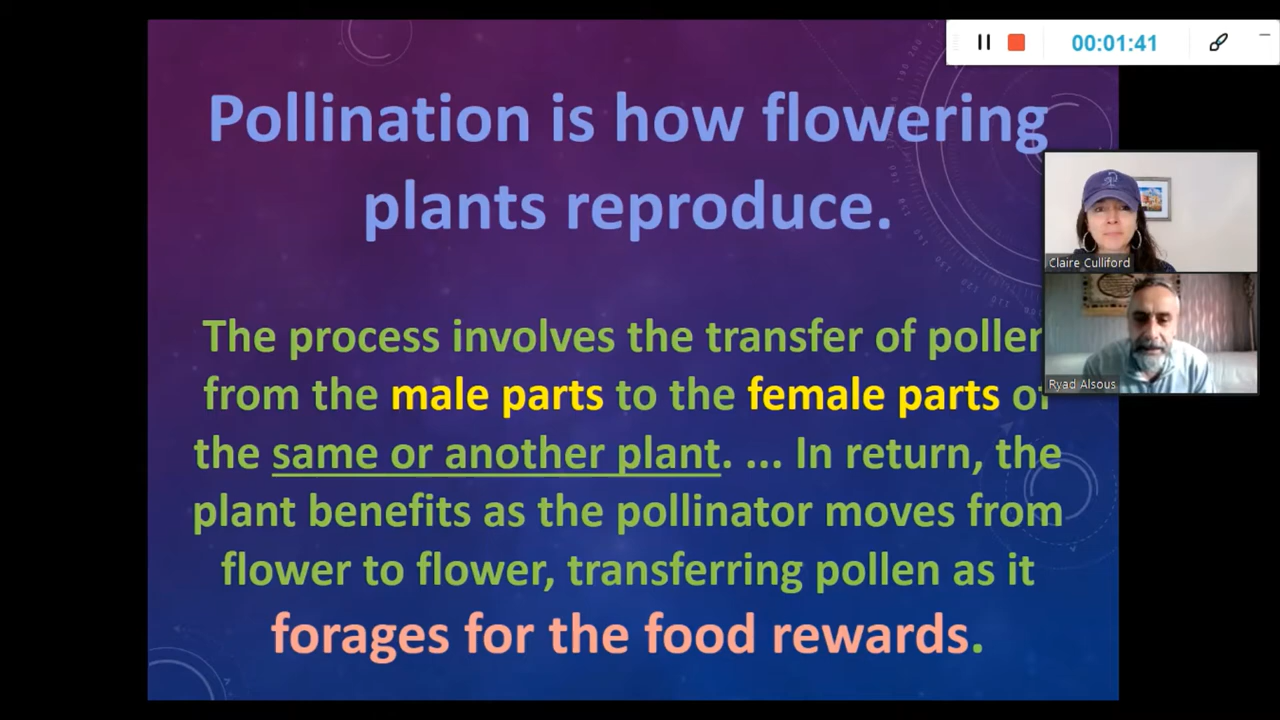 Pollination is how flowering
plants reproduce.
The process involves the transfer of pollen
from the male parts to the female parts of
the same or another plant. ... In return, the
plant benefits as the pollinator moves from
flower to flower, transferring pollen as it
forages for the food rewards.
00:01:41
Claire Culliford
Ryad Alsous